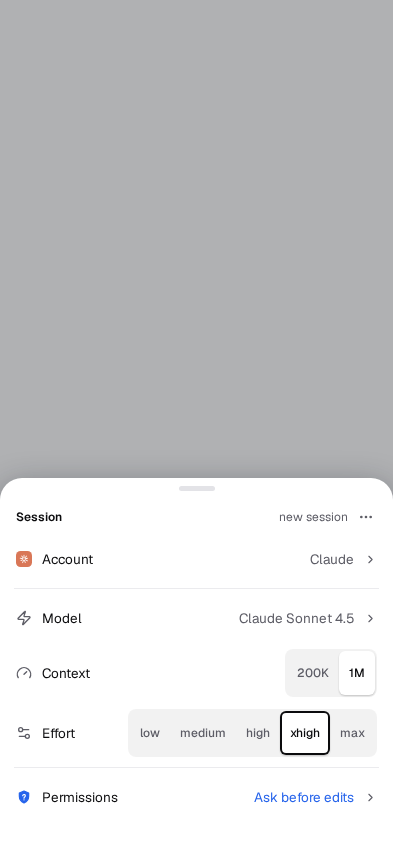 Session new session
Account Claude
Model Claude Sonnet 4.5
Context 200K 1M
Effort low medium high xhigh max
Permissions Ask before edits